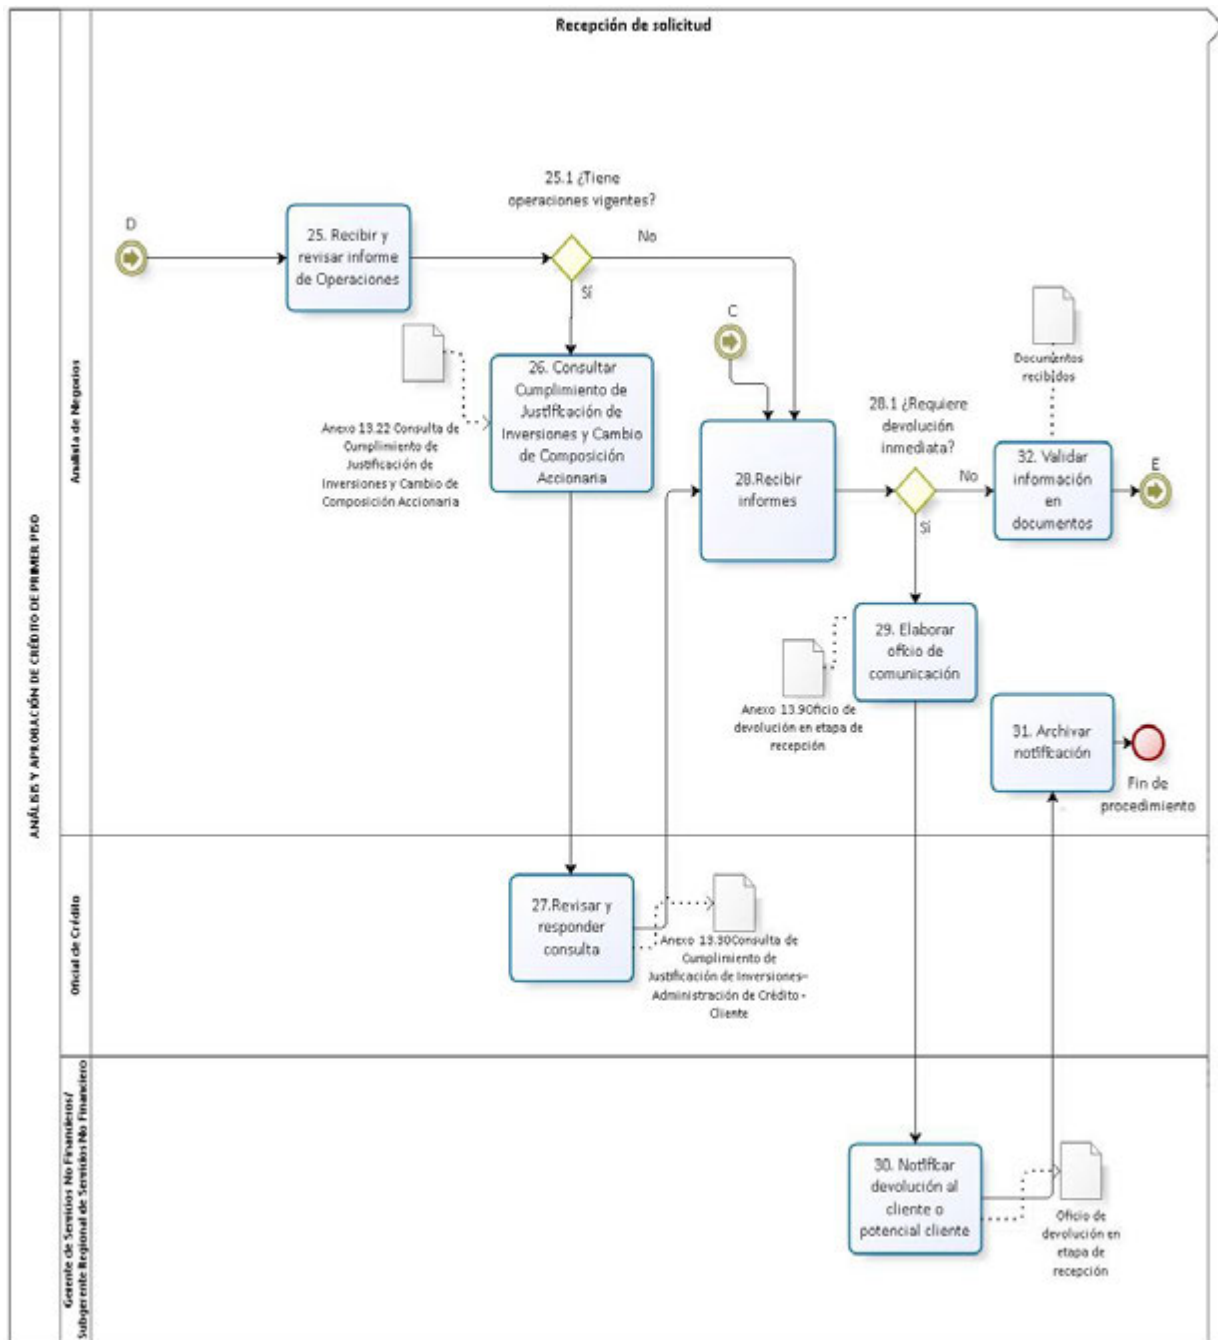 Recepción de solicitud
ANÁLISIS Y APROBACIÓN DE CRÉDITO DE PRIMER PISO
Analista de Negocios
D
25. Recibir y
revisar informe
de Operaciones
25.1 ¿Tiene
operaciones vigentes?
No
Sí
Anexo 13.22 Consulta de
Cumplimiento de
Justificación de
Inversiones y Cambio de
Composición Accionaria
26. Consultar
Cumplimiento de
Justificación de
Inversiones y Cambio
de Composición
Accionaria
C
28.Recibir
informes
28.1 ¿Requiere
devolución
inmediata?
No
Sí
Documentos
recibidos
32. Validar
información
en
documentos
E
29. Elaborar
oficio de
comunicación
Anexo 13.9Oficio de
devolución en etapa de
recepción
31. Archivar
notificación
Fin de
procedimiento
Oficial de Crédito
27.Revisar y
responder
consulta
Anexo 13.30Consulta de
Cumplimiento de
Justificación de Inversiones–
Administración de Crédito -
Cliente
Gerente de Servicios No Financieros/
Subgerente Regional de Servicios No Financiero
30. Notificar
devolución al
cliente o
potencial cliente
Oficio de
devolución en
etapa de
recepción